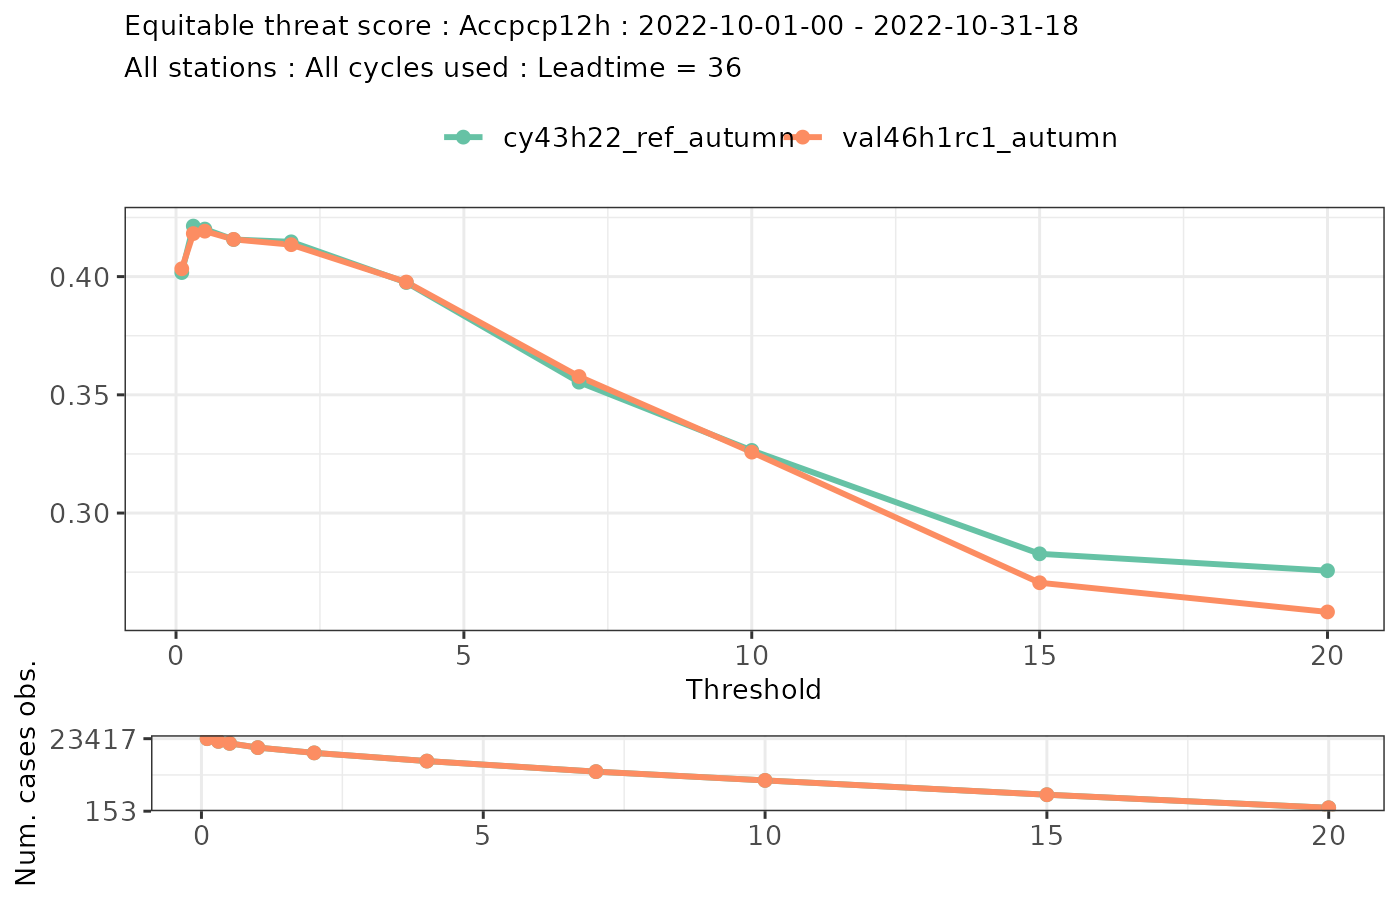 Equitable threat score : Accpcp12h : 2022-10-01-00 - 2022-10-31-18
All stations : All cycles used : Leadtime = 36
cy43h22_ref_autumn val46h1rc1_autumn
0.40
0.35
0.30
0 5 10 15 20
Threshold
Num. cases obs.
23417
153
0 5 10 15 20